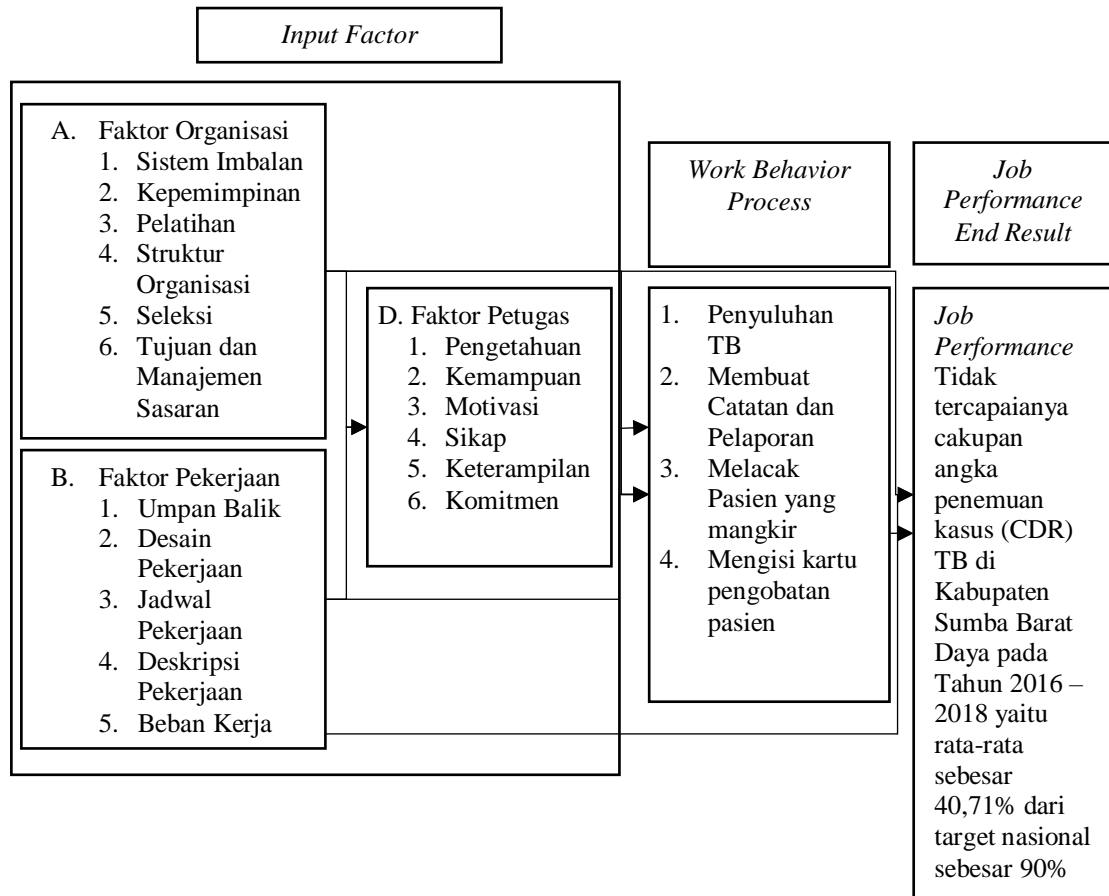 Input Factor
A. Faktor Organisasi
1. Sistem Imbalan
2. Kepemimpinan
3. Pelatihan
4. Struktur
Organisasi
5. Seleksi
6. Tujuan dan
Manajemen
Sasaran
B. Faktor Pekerjaan
1. Umpan Balik
2. Desain
Pekerjaan
3. Jadwal
Pekerjaan
4. Deskripsi
Pekerjaan
5. Beban Kerja
D. Faktor Petugas
1. Pengetahuan
2. Kemampuan
3. Motivasi
4. Sikap
5. Keterampilan
6. Komitmen
Work Behavior
Process
1. Penyuluhan
TB
2. Membuat
Catatan dan
Pelaporan
3. Melacak
Pasien yang
mangkir
4. Mengisi kartu
pengobatan
pasien
Job
Performance
End Result
Job
Performance
Tidak
tercapainya
cakupan
angka
penemuan
kasus (CDR)
TB di
Kabupaten
Sumba Barat
Daya pada
Tahun 2016 –
2018 yaitu
rata-rata
sebesar
40,71% dari
target nasional
sebesar 90%